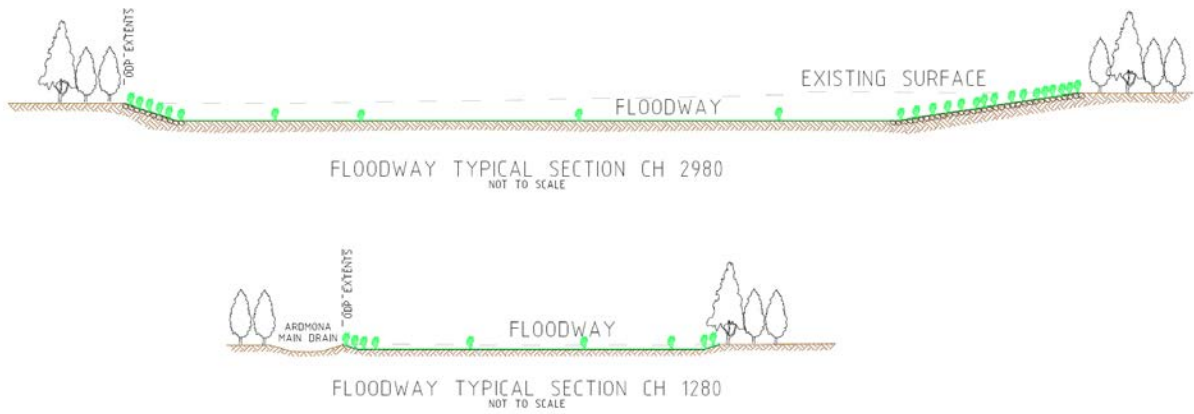 ODP EXTENTS
EXISTING SURFACE
FLOODWAY
FLOODWAY TYPICAL SECTION CH 2980
NOT TO SCALE
ODP EXTENTS
ARDMONA
MAIN DRAIN
FLOODWAY
FLOODWAY TYPICAL SECTION CH 1280
NOT TO SCALE